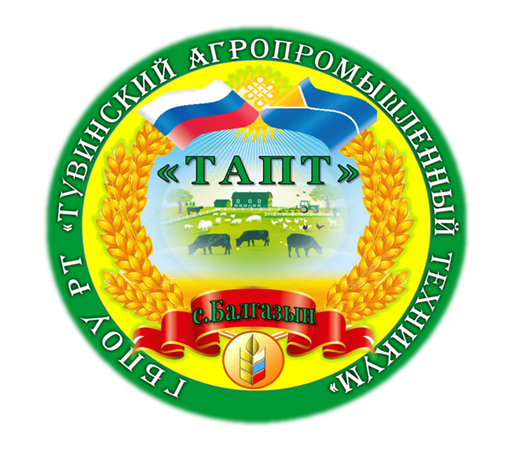 ГБПОУ РТ «ТУВИНСКИЙ АГРОПРОМЫШЛЕННЫЙ ТЕХНИКУМ»
«ТАПТ»
с.Балгазын